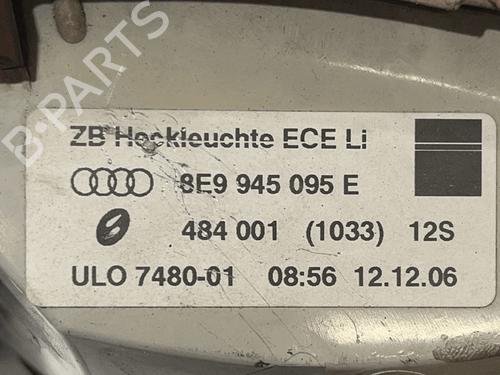 B-PARTS
ZB Heckleuchte ECE Li
8E9 945 095 E
484 001 (1033) 12S
ULO 7480-01 08:56 12.12.06